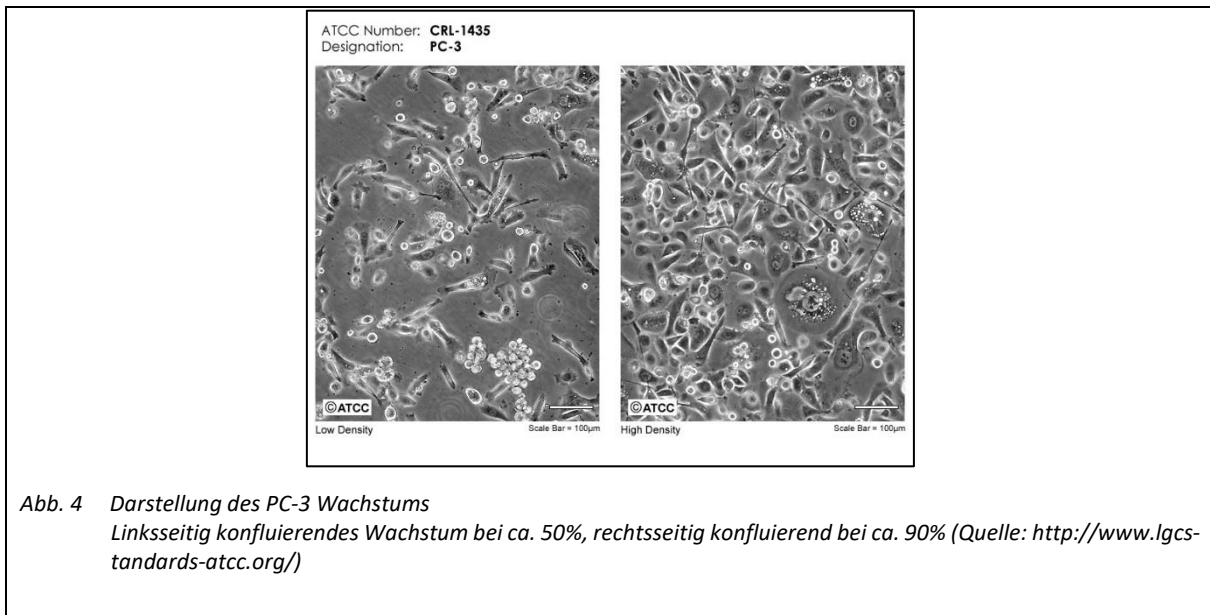 ATCC Number: CRL-1435
Designation: PC-3
©ATCC
Low Density Scale Bar = 100µm
©ATCC
High Density Scale Bar = 100µm
Abb. 4 Darstellung des PC-3 Wachstums
Linksseitig konfluierendes Wachstum bei ca. 50%, rechtsseitig konfluierend bei ca. 90% (Quelle: http://www.lgcs-
tandards-atcc.org/)